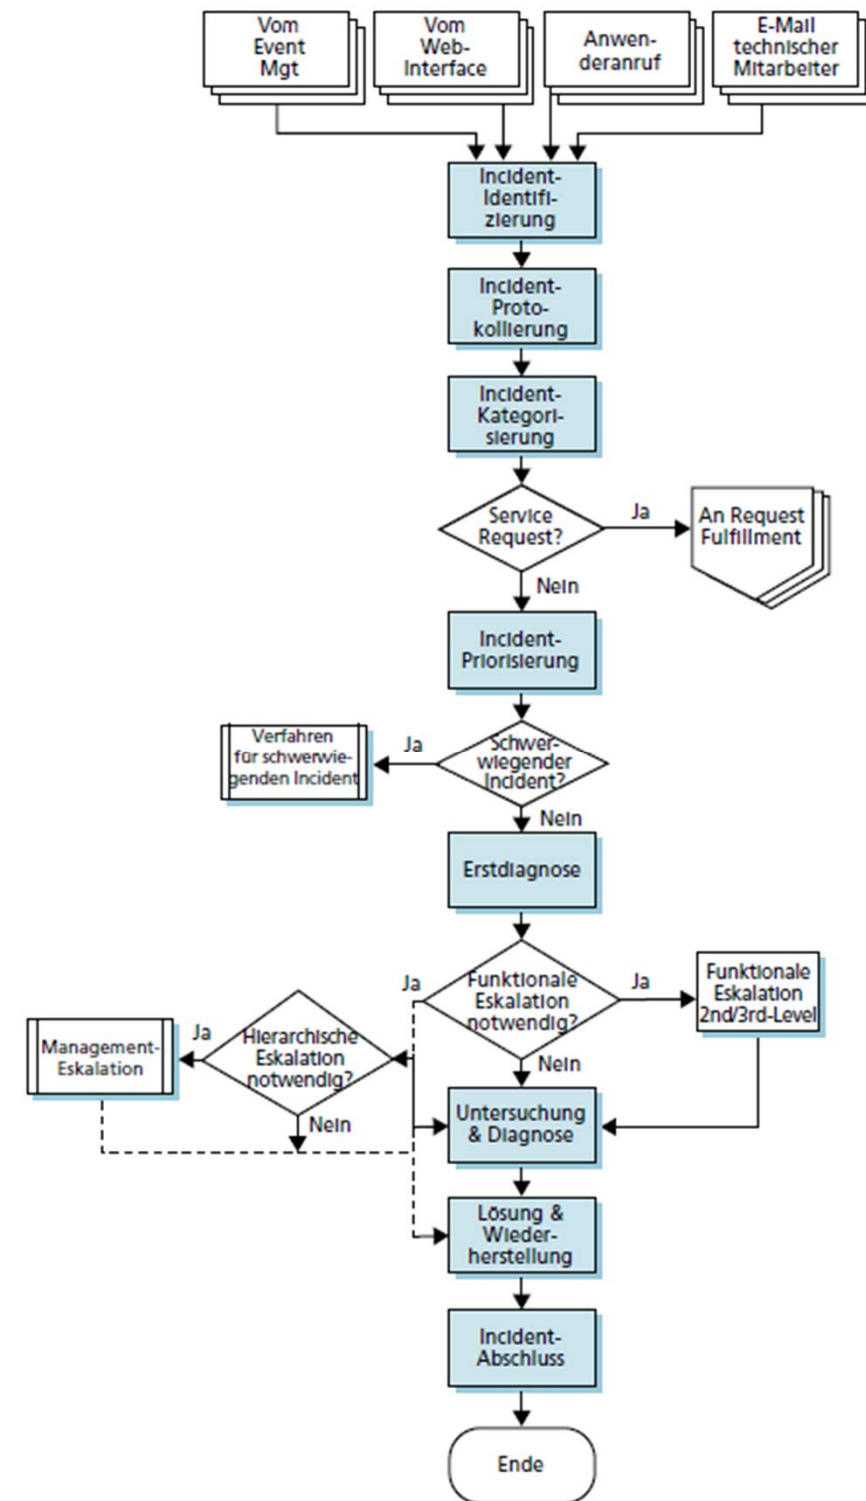 Vom
Event
Mgt
Vom
Web-
Interface
Anwen-
deranruf
E-Mail
technischer
Mitarbeiter
Incident-
Identifi-
zierung
Incident-
Proto-
kollierung
Incident-
Kategori-
sierung
Service
Request?
Ja
An Request
Fulfillment
Nein
Incident-
Priorisierung
Schwer-
wiegender
Incident?
Ja
Verfahren
für schwerwie-
genden Incident
Nein
Erstdiagnose
Funktionale
Eskalation
notwendig?
Ja
Ja
Funktionale
Eskalation
2nd/3rd-Level
Nein
Hierarchische
Eskalation
notwendig?
Ja
Management-
Eskalation
Nein
Untersuchung
& Diagnose
Lösung &
Wieder-
herstellung
Incident-
Abschluss
Ende